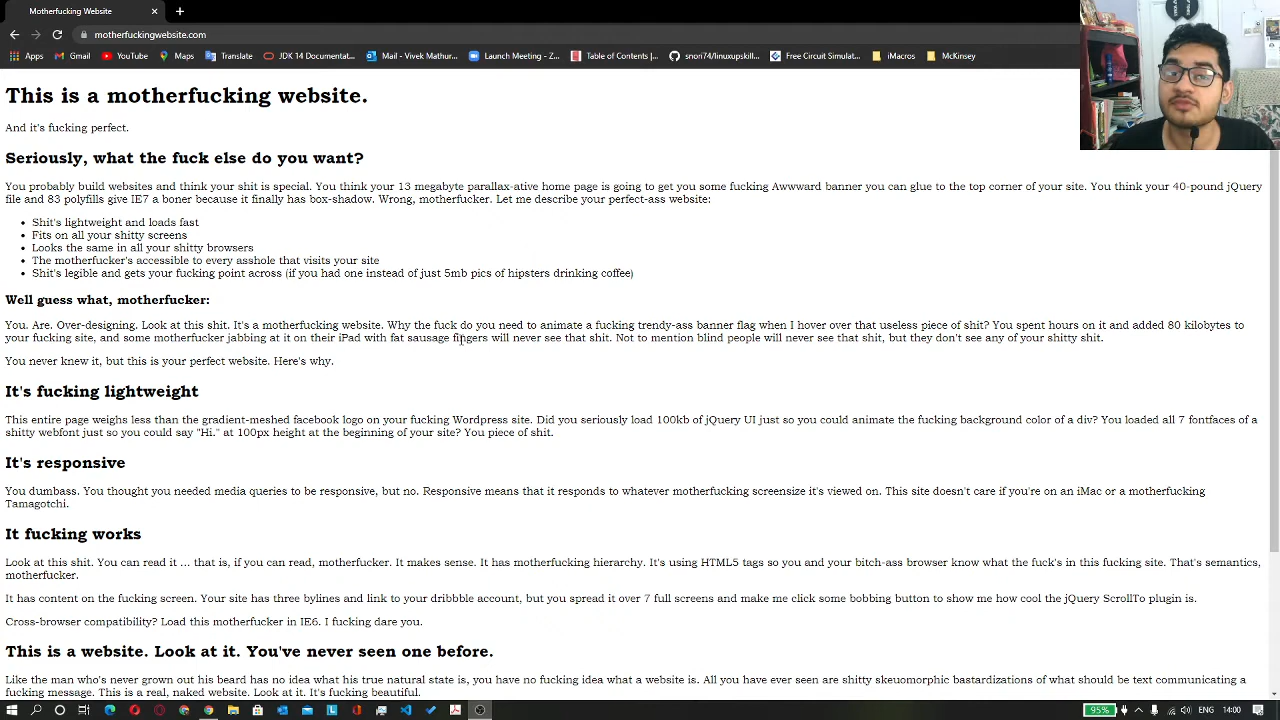 Motherfucking Website
motherfuckingwebsite.com
Apps Gmail YouTube Maps Translate JDK 14 Documentat... Mail - Vivek Mathur... Launch Meeting - Z... Table of Contents |... snori74/linuxupskill... Free Circuit Simulat... iMacros McKinsey
This is a motherfucking website.
And it's fucking perfect.
Seriously, what the fuck else do you want?
You probably build websites and think your shit is special. You think your 13 megabyte parallax-ative home page is going to get you some fucking Awwward banner you can glue to the top corner of your site. You think your 40-pound jQuery
file and 83 polyfills give IE7 a boner because it finally has box-shadow. Wrong, motherfucker. Let me describe your perfect-ass website:
• Shit's lightweight and loads fast
• Fits on all your shitty screens
• Looks the same in all your shitty browsers
• The motherfucker's accessible to every asshole that visits your site
• Shit's legible and gets your fucking point across (if you had one instead of just 5mb pics of hipsters drinking coffee)
Well guess what, motherfucker:
You. Are. Over-designing. Look at this shit. It's a motherfucking website. Why the fuck do you need to animate a fucking trendy-ass banner flag when I hover over that useless piece of shit? You spent hours on it and added 80 kilobytes to
your fucking site, and some motherfucker jabbing at it on their iPad with fat sausage fingers will never see that shit. Not to mention blind people will never see that shit, but they don't see any of your shitty shit.
You never knew it, but this is your perfect website. Here's why.
It's fucking lightweight
This entire page weighs less than the gradient-meshed facebook logo on your fucking Wordpress site. Did you seriously load 100kb of jQuery UI just so you could animate the fucking background color of a div? You loaded all 7 fontfaces of a
shitty webfont just so you could say "Hi." at 100px height at the beginning of your site? You piece of shit.
It's responsive
You dumbass. You thought you needed media queries to be responsive, but no. Responsive means that it responds to whatever motherfucking screensize it's viewed on. This site doesn't care if you're on an iMac or a motherfucking
Tamagotchi.
It fucking works
Look at this shit. You can read it ... that is, if you can read, motherfucker. It makes sense. It has motherfucking hierarchy. It's using HTML5 tags so you and your bitch-ass browser know what the fuck's in this fucking site. That's semantics,
motherfucker.
It has content on the fucking screen. Your site has three bylines and link to your dribbble account, but you spread it over 7 full screens and make me click some bobbing button to show me how cool the jQuery ScrollTo plugin is.
Cross-browser compatibility? Load this motherfucker in IE6. I fucking dare you.
This is a website. Look at it. You've never seen one before.
Like the man who's never grown out his beard has no idea what his true natural state is, you have no fucking idea what a website is. All you have ever seen are shitty skeuomorphic bastardizations of what should be text communicating a
fucking message. This is a real, naked website. Look at it. It's fucking beautiful.
95% ENG 14:00